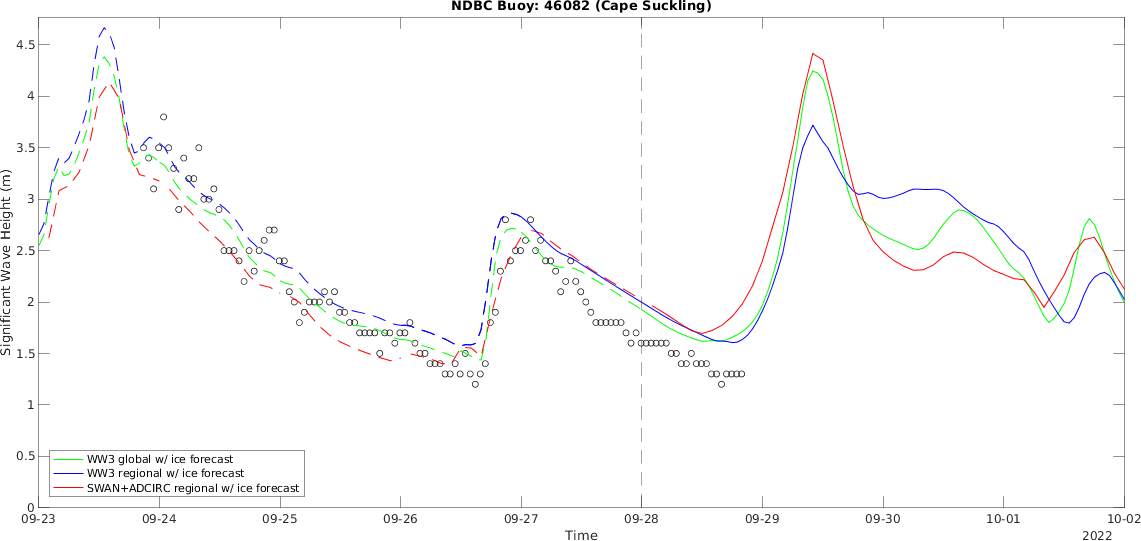 NDBC Buoy: 46082 (Cape Suckling)
4.5
4
3.5
3
2.5
2
1.5
1
0.5
0
Significant Wave Height (m)
WW3 global w/ ice forecast
WW3 regional w/ ice forecast
SWAN+ADCIRC regional w/ ice forecast
09-23 09-24 09-25 09-26 09-27 09-28 09-29 09-30 10-01 10-02
Time
2022